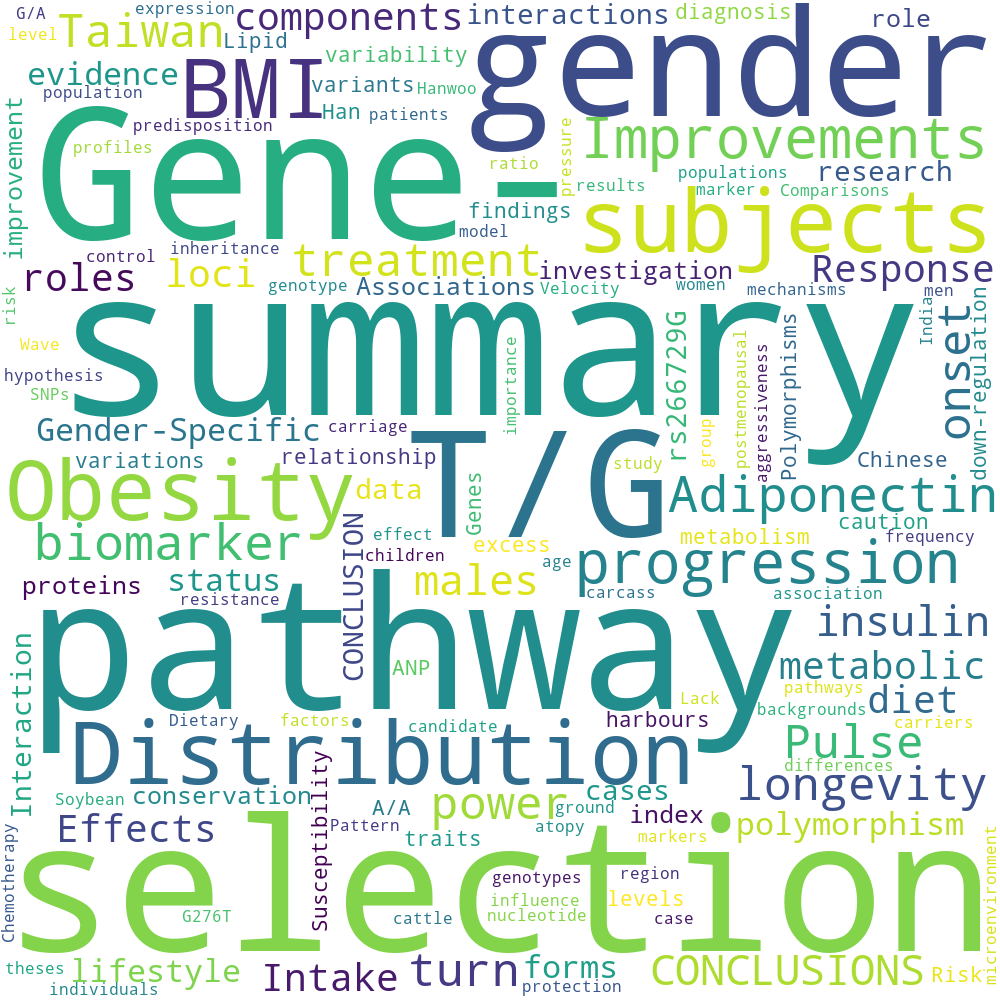 G/A
expression
components
interactions
diagnosis
role
level
Taiwan
Lipid
gender
evidence
BMI
variability
variants
Hanwoo
population
Han
patients
predisposition
Gene-
profiles
pressure
Improvements
improvement
ratio
populations
research
results
marker
Comparisons
findings
subjects
model
inheritance
control
roles
loci
treatment
investigation
Response
genotype
Associations
Velocity
women
mechanisms
men
risk
summary
India
onset
down-regulation
Wave
hypothesis
SNPs
importance
rs266729G
postmenopausal
aggressiveness
Polymorphisms
group
Gender-Specific
carriage
T/G
variations
relationship
study
Chinese
Obesity
data
Genes
Adiponectin
caution
biomarker
CONCLUSION
effect
excess
metabolism
frequency
children
age
progression
proteins
status
males
carcass
association
resistance
pathway
insulin
Interaction
ANP
metabolic
Lack
pathways
diet
backgrounds
Dietary
factors
candidate
harbours
carriers
Distribution
Pulse
differences
Susceptibility
longevity
Soybean
conservation
A/A
power
ground
cases
index
Effects
Pattern
traits
atopy
markers
polymorphism
Chemotherapy
selection
microenvironment
genotypes
region
influence
levels
G276T
cattle
nucleotide
case
theses
lifestyle
Intake
turn
forms
CONCLUSIONS
Risk
individuals
protection